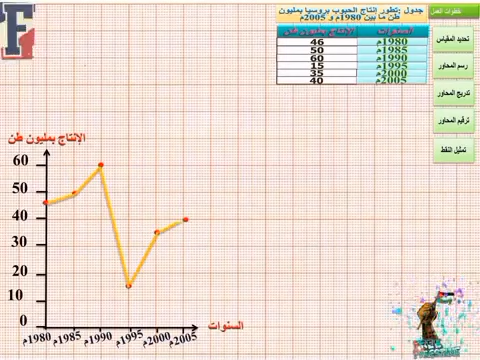 خطوات العمل
تحديد المقياس
رسم المحاور
تدريج المحاور
ترقيم المحاور
تمثيل النقط
جدول :تطور إنتاج الحبوب بروسيا بمليون
طن ما بين 1980م و 2005م
السنوات الإنتاج بمليون طن
1980م 46
1985م 50
1990م 60
1995م 15
2000م 35
2005م 40
الإنتاج بمليون طن
60
50
40
30
20
10
0
1980م 1985م 1990م 1995م 2000م 2005م
السنوات
F